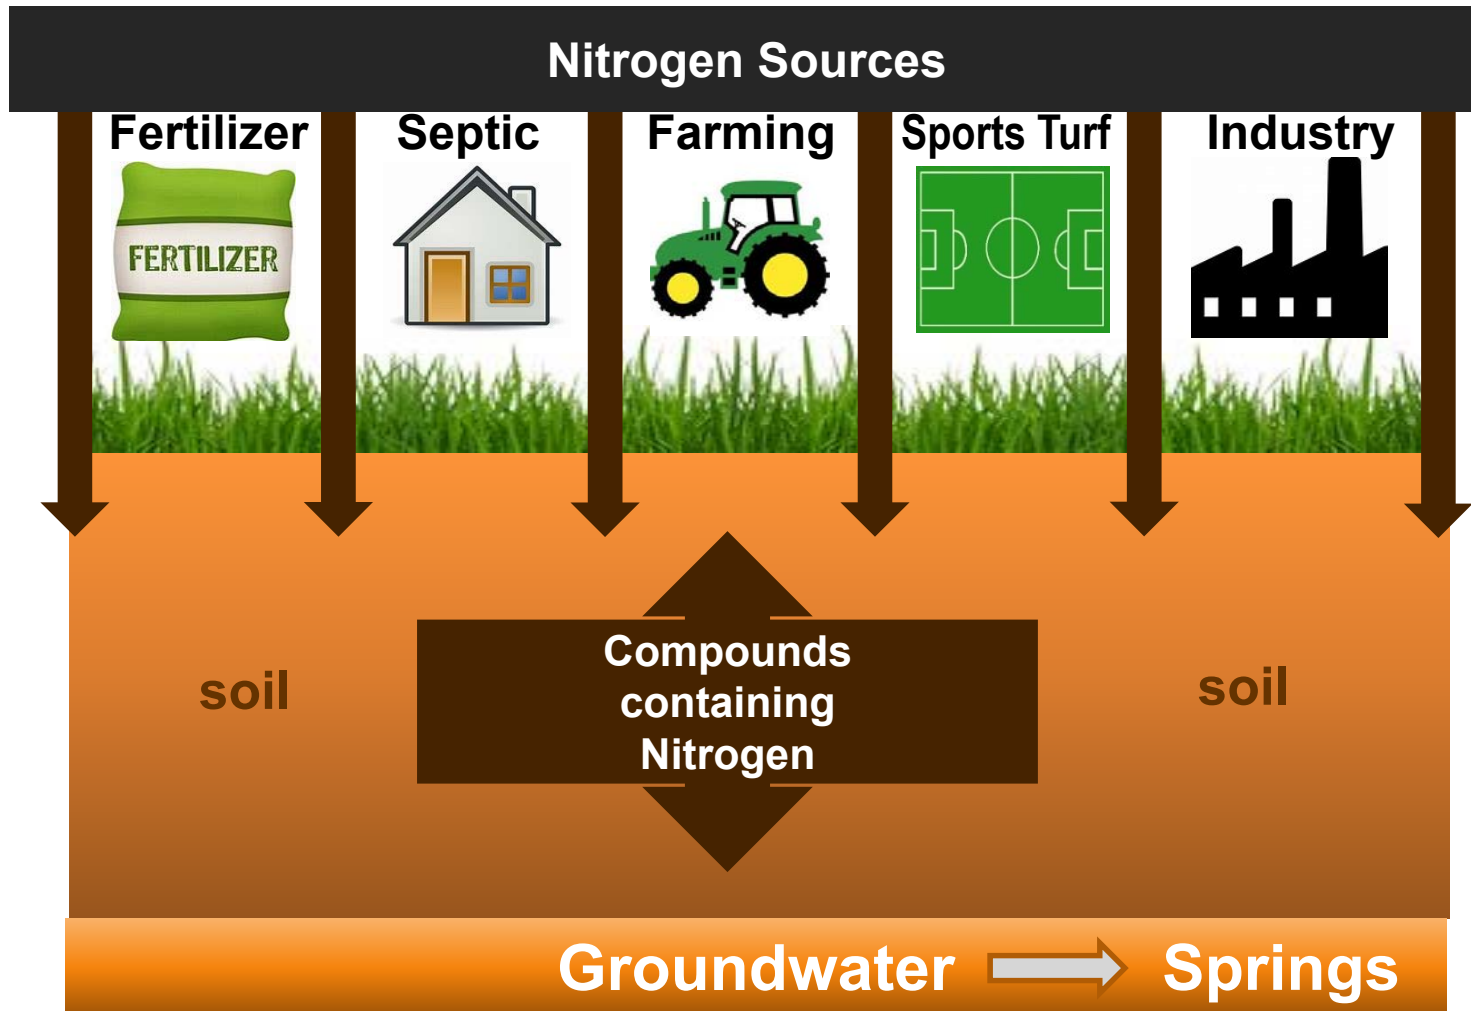 Nitrogen Sources
Fertilizer Septic Farming Sports Turf Industry
FERTILIZER
Compounds
containing
Nitrogen
soil
soil
Groundwater
Springs